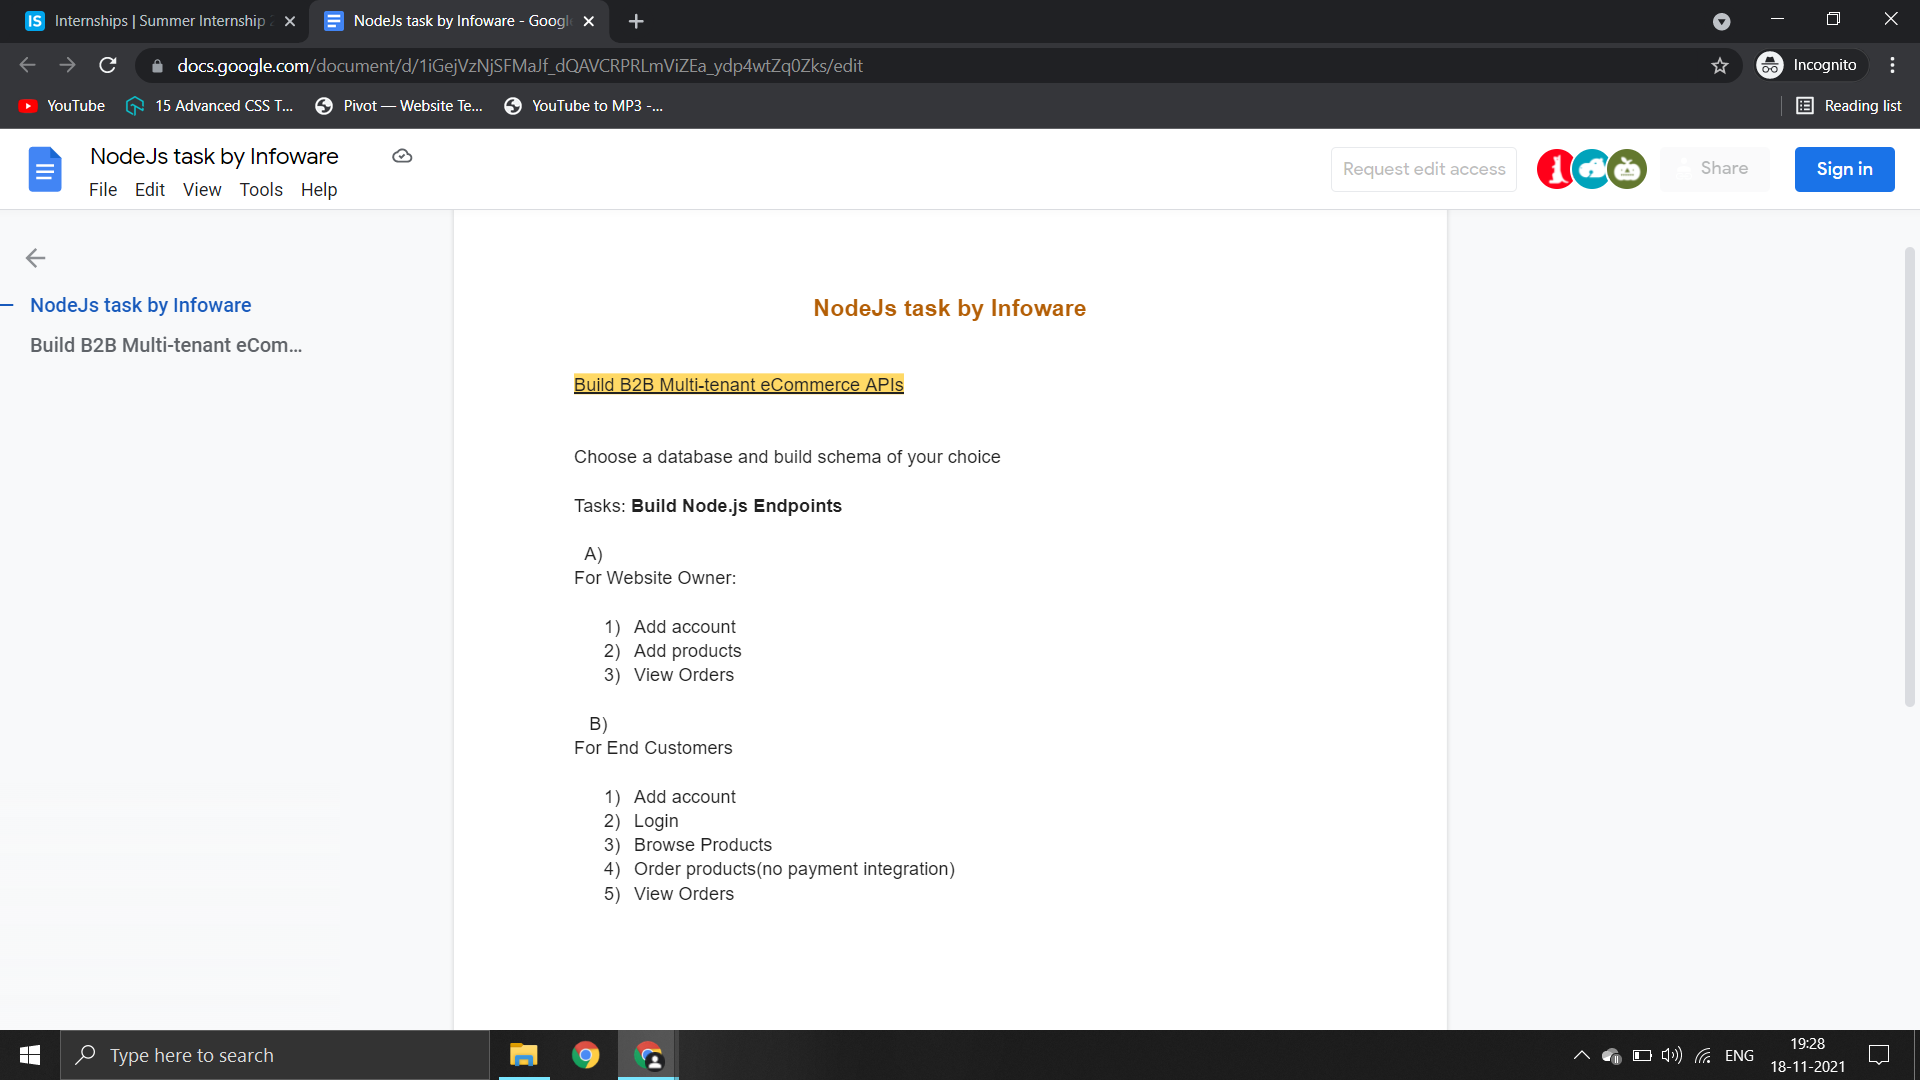 IS Internships | Summer Internship
NodeJs task by Infoware - Googl
docs.google.com/document/d/1iGejVzNjSFMaJf_dQAVCRPRLmViZEa_ydp4wtZq0Zks/edit
Incognito
YouTube
15 Advanced CSS T...
Pivot — Website Te...
YouTube to MP3 -...
Reading list
NodeJs task by Infoware
File Edit View Tools Help
Request edit access
Share
Sign in
NodeJs task by Infoware
Build B2B Multi-tenant eCom...
NodeJs task by Infoware
Build B2B Multi-tenant eCommerce APIs
Choose a database and build schema of your choice
Tasks: Build Node.js Endpoints
A)
For Website Owner:
1) Add account
2) Add products
3) View Orders
B)
For End Customers
1) Add account
2) Login
3) Browse Products
4) Order products(no payment integration)
5) View Orders
Type here to search
ENG
19:28
18-11-2021